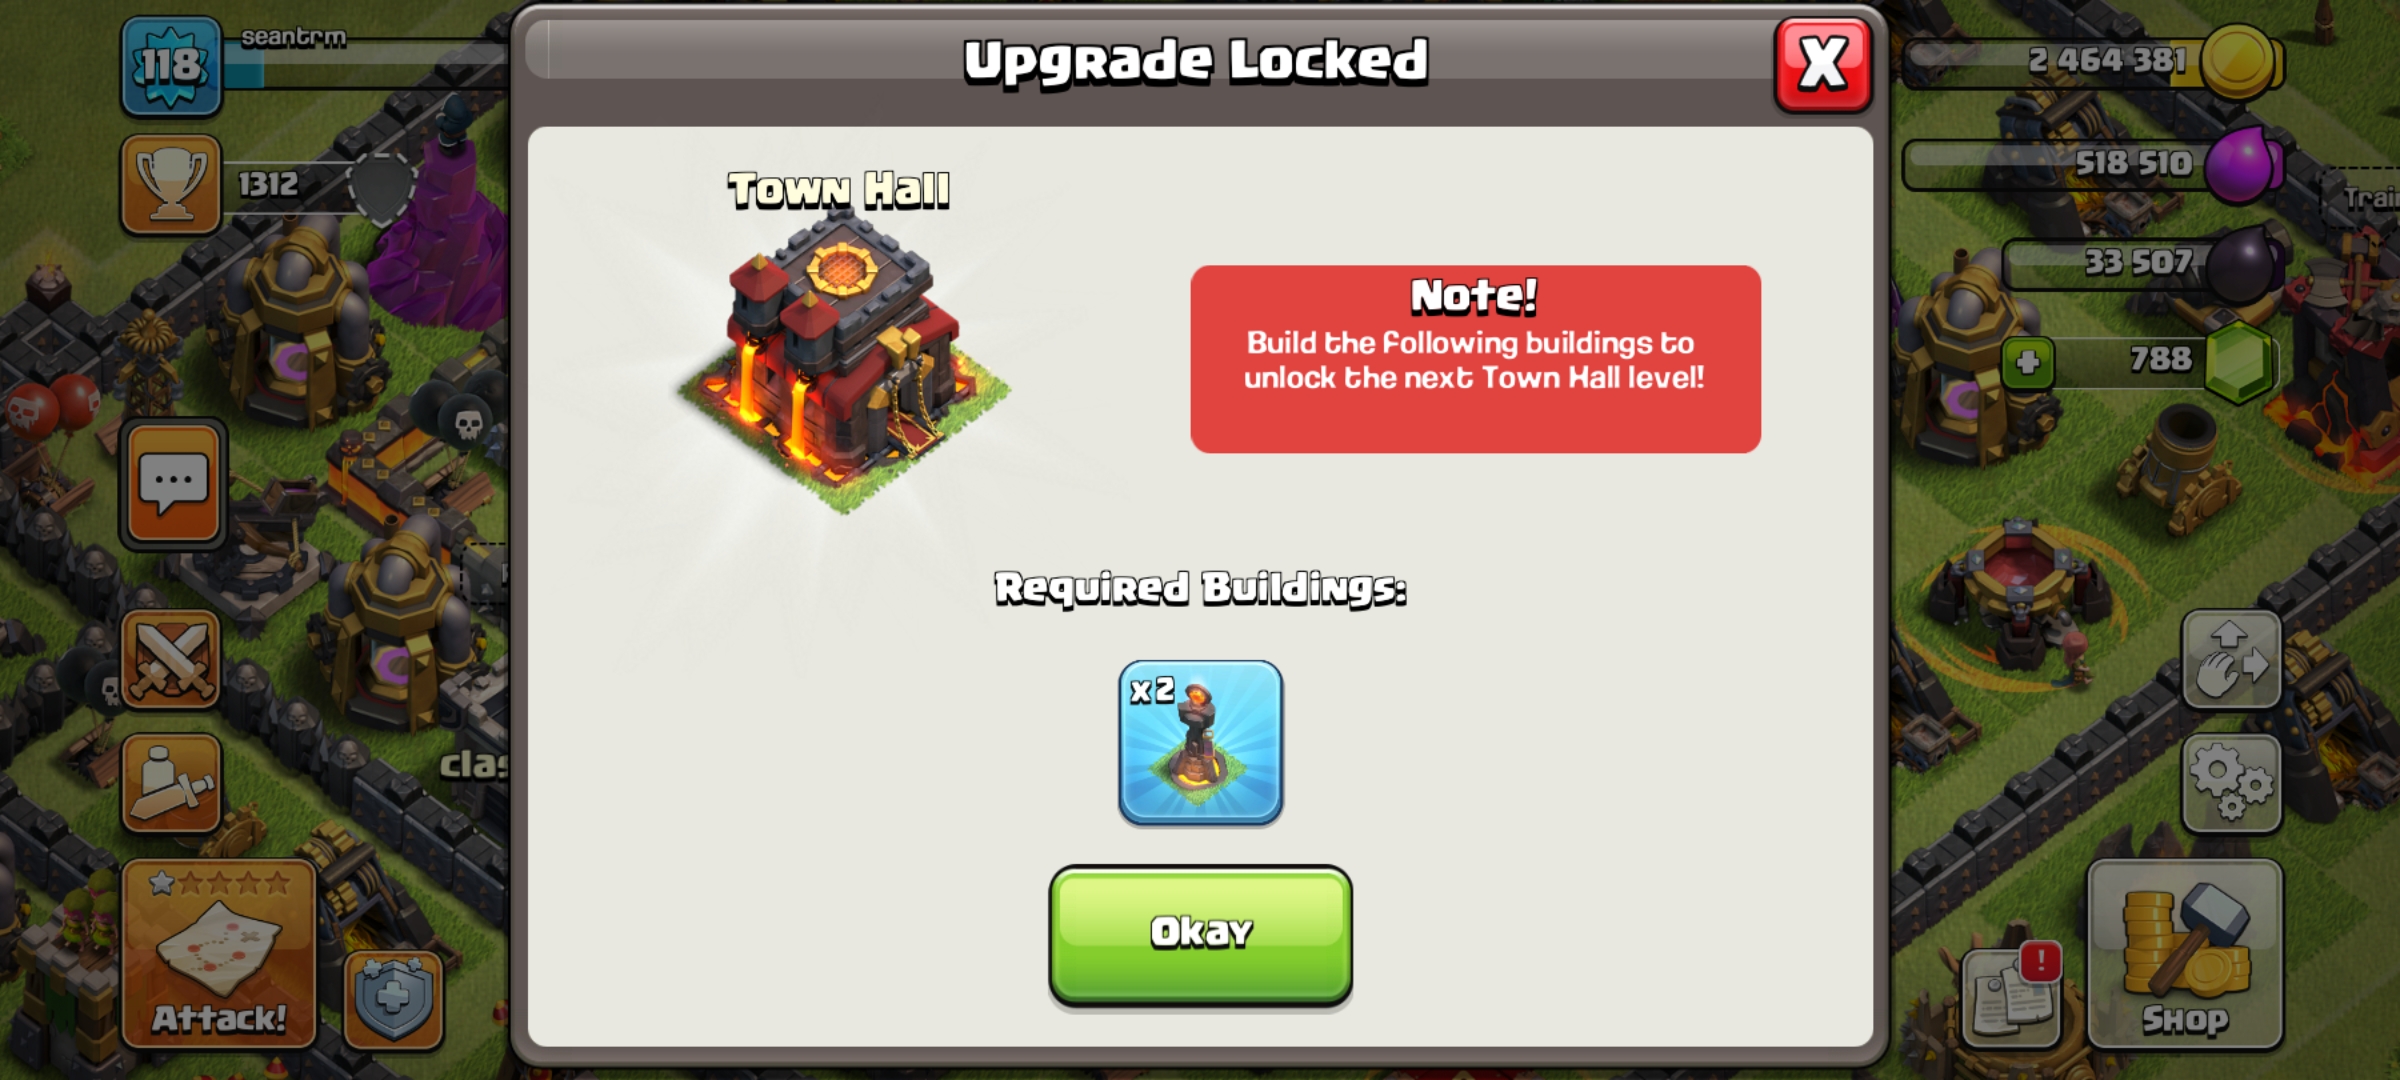 118
seantrm
1312
Upgrade Locked
X
2 464 381
518 510
33 507
788
Town Hall
Note!
Build the following buildings to
unlock the next Town Hall level!
Required Buildings:
x2
Okay
Attack!
!
Shop